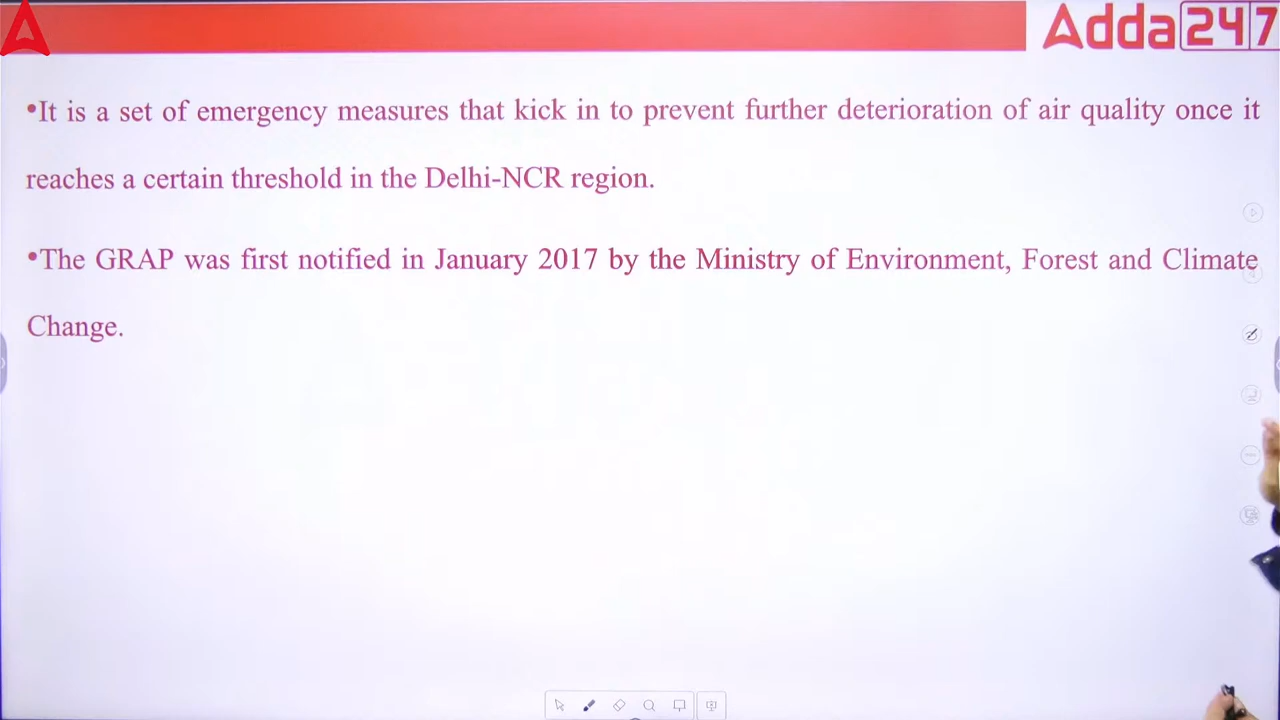 Adda247
•It is a set of emergency measures that kick in to prevent further deterioration of air quality once it
reaches a certain threshold in the Delhi-NCR region.
•The GRAP was first notified in January 2017 by the Ministry of Environment, Forest and Climate
Change.